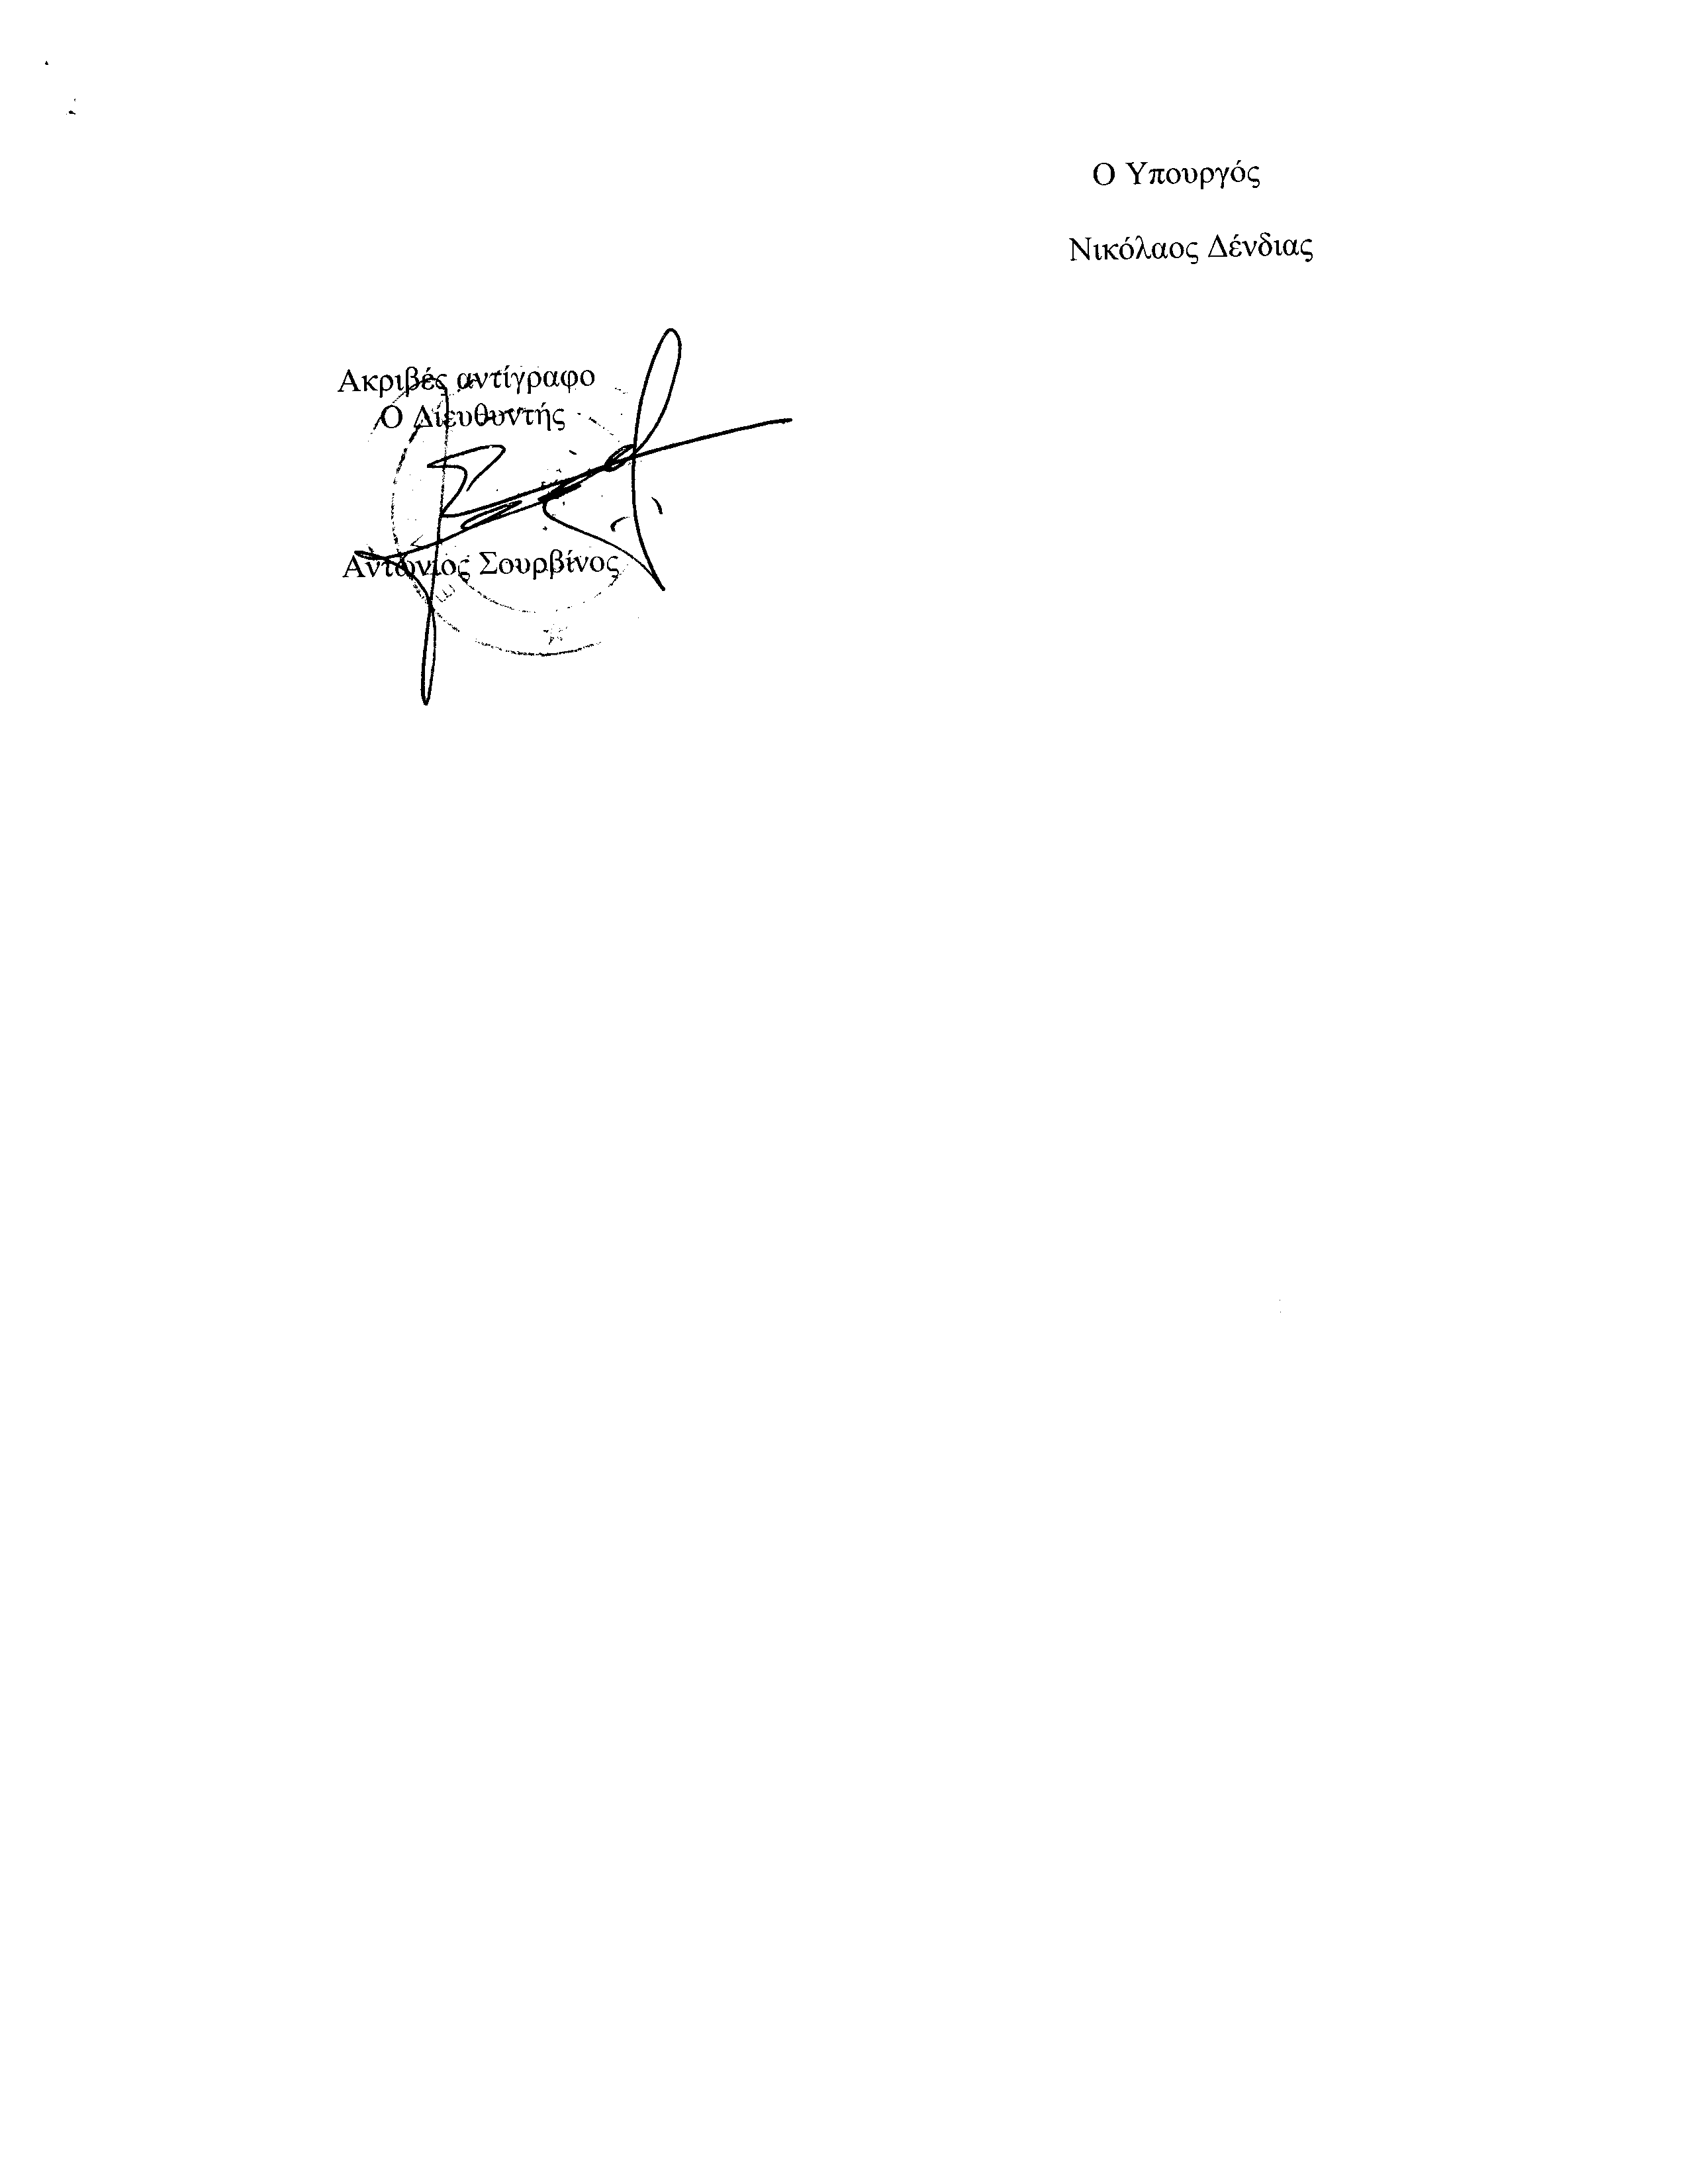 Ο Υπουργός
Νικόλαος Δένδιας
Ακριβές αντίγραφο
Ο Διευθυντής
Αντώνιος Σουρβίνος